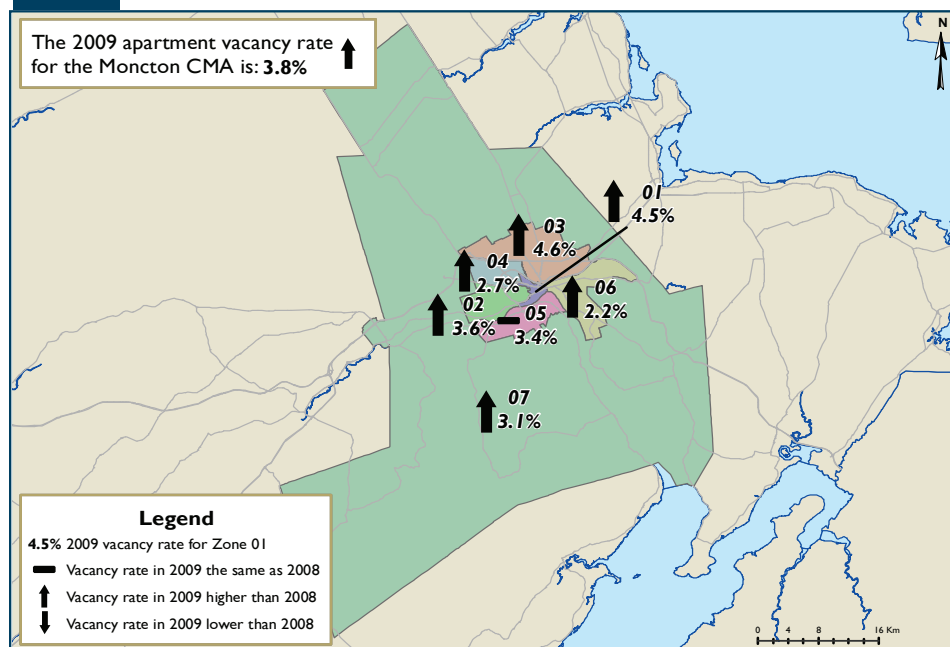 The 2009 apartment vacancy rate
for the Moncton CMA is: 3.8%
N
01
4.5%
03
4.6%
04
2.7%
06
2.2%
02
3.6%
05
3.4%
07
3.1%
Legend
4.5% 2009 vacancy rate for Zone 01
Vacancy rate in 2009 the same as 2008
Vacancy rate in 2009 higher than 2008
Vacancy rate in 2009 lower than 2008
0 2 4 8 12 16 Km